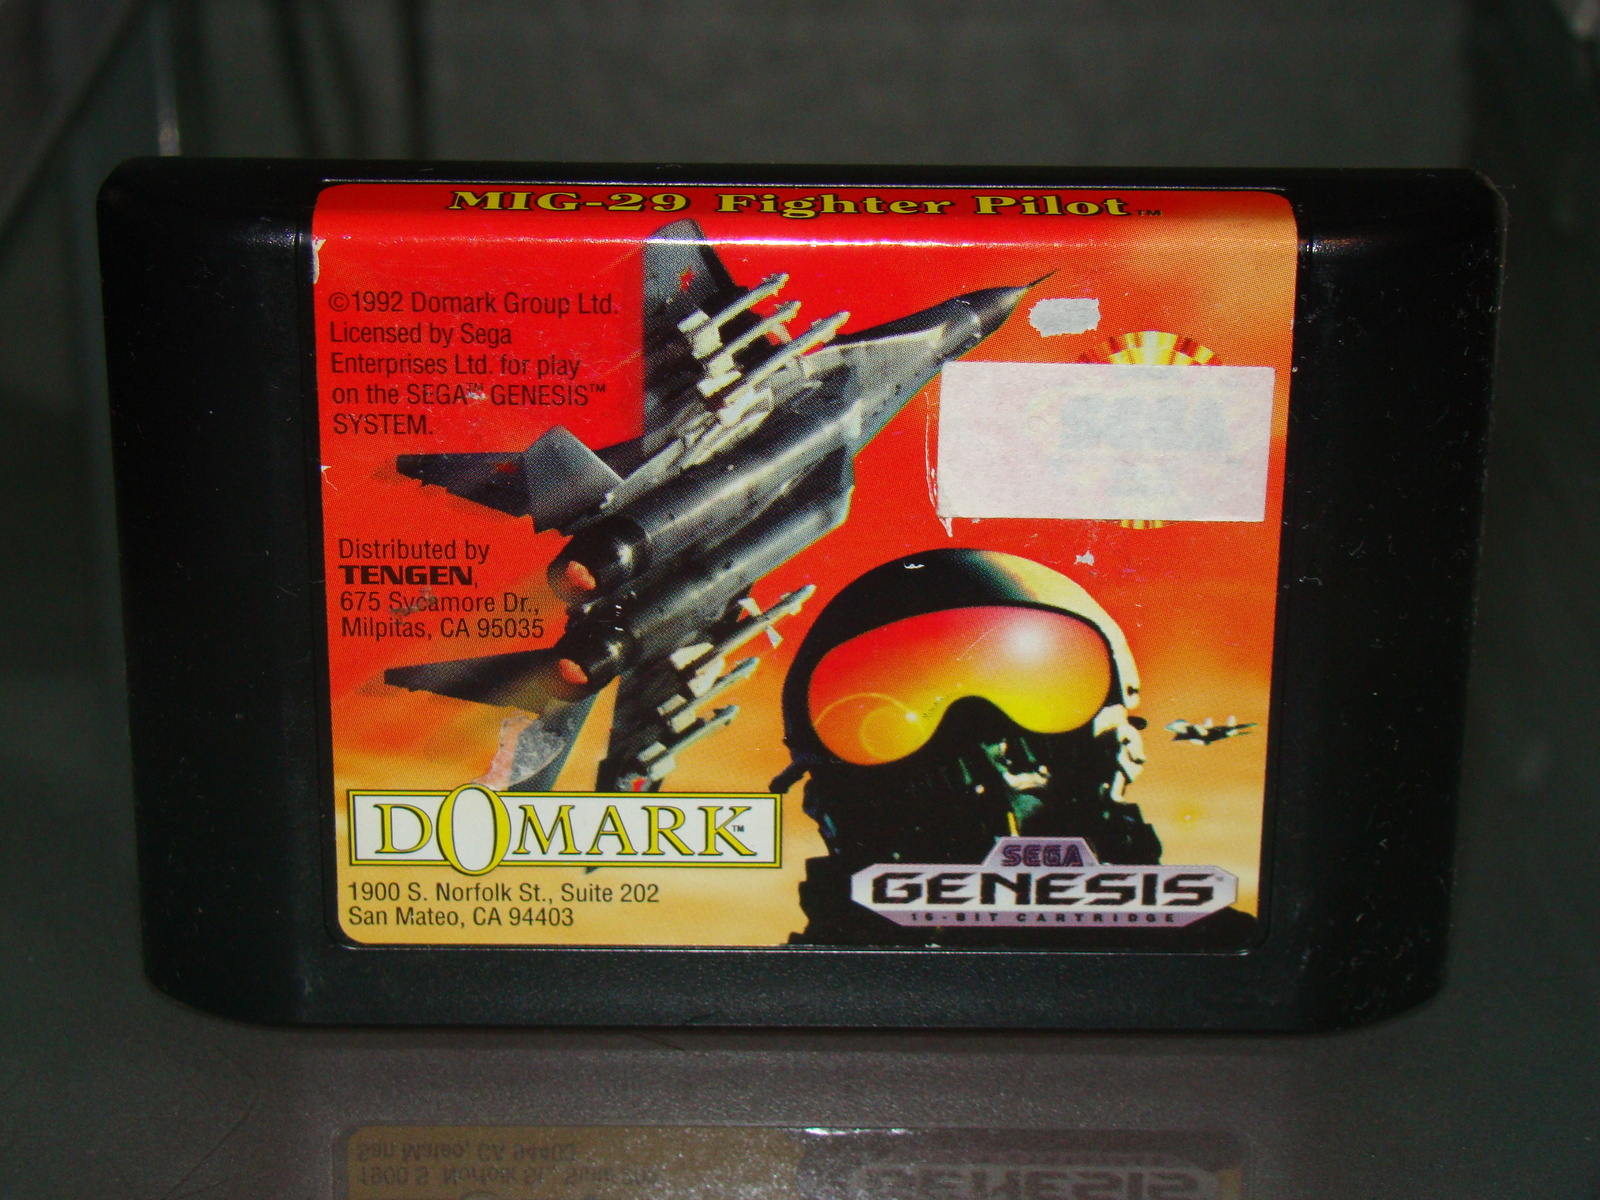 MIG-29 Fighter Pilot™
©1992 Domark Group Ltd.
Licensed by Sega
Enterprises Ltd. for play
on the SEGA™ GENESIS™
SYSTEM.
Distributed by
TENGEN,
675 Sycamore Dr.,
Milpitas, CA 95035
DOMARK™
1900 S. Norfolk St., Suite 202
San Mateo, CA 94403
SEGA
GENESIS
16-BIT CARTRIDGE